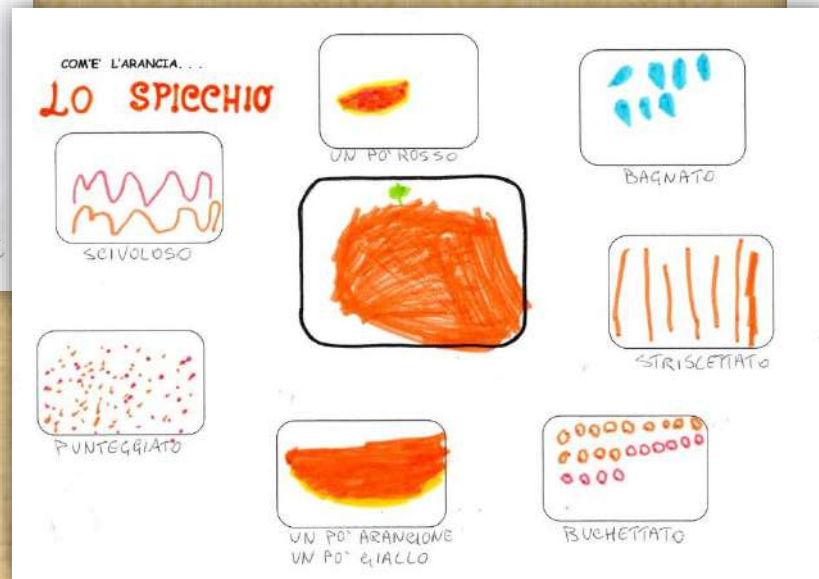 COM'E' L'ARANCIA...
LO SPICCHIO
UN PO' ROSSO
BAGNATO
SCIVOLOSO
STRISCETTATO
PUNTEGGIATO
UN PO' ARANCIONE
UN PO' GIALLO
BUCHETTATO